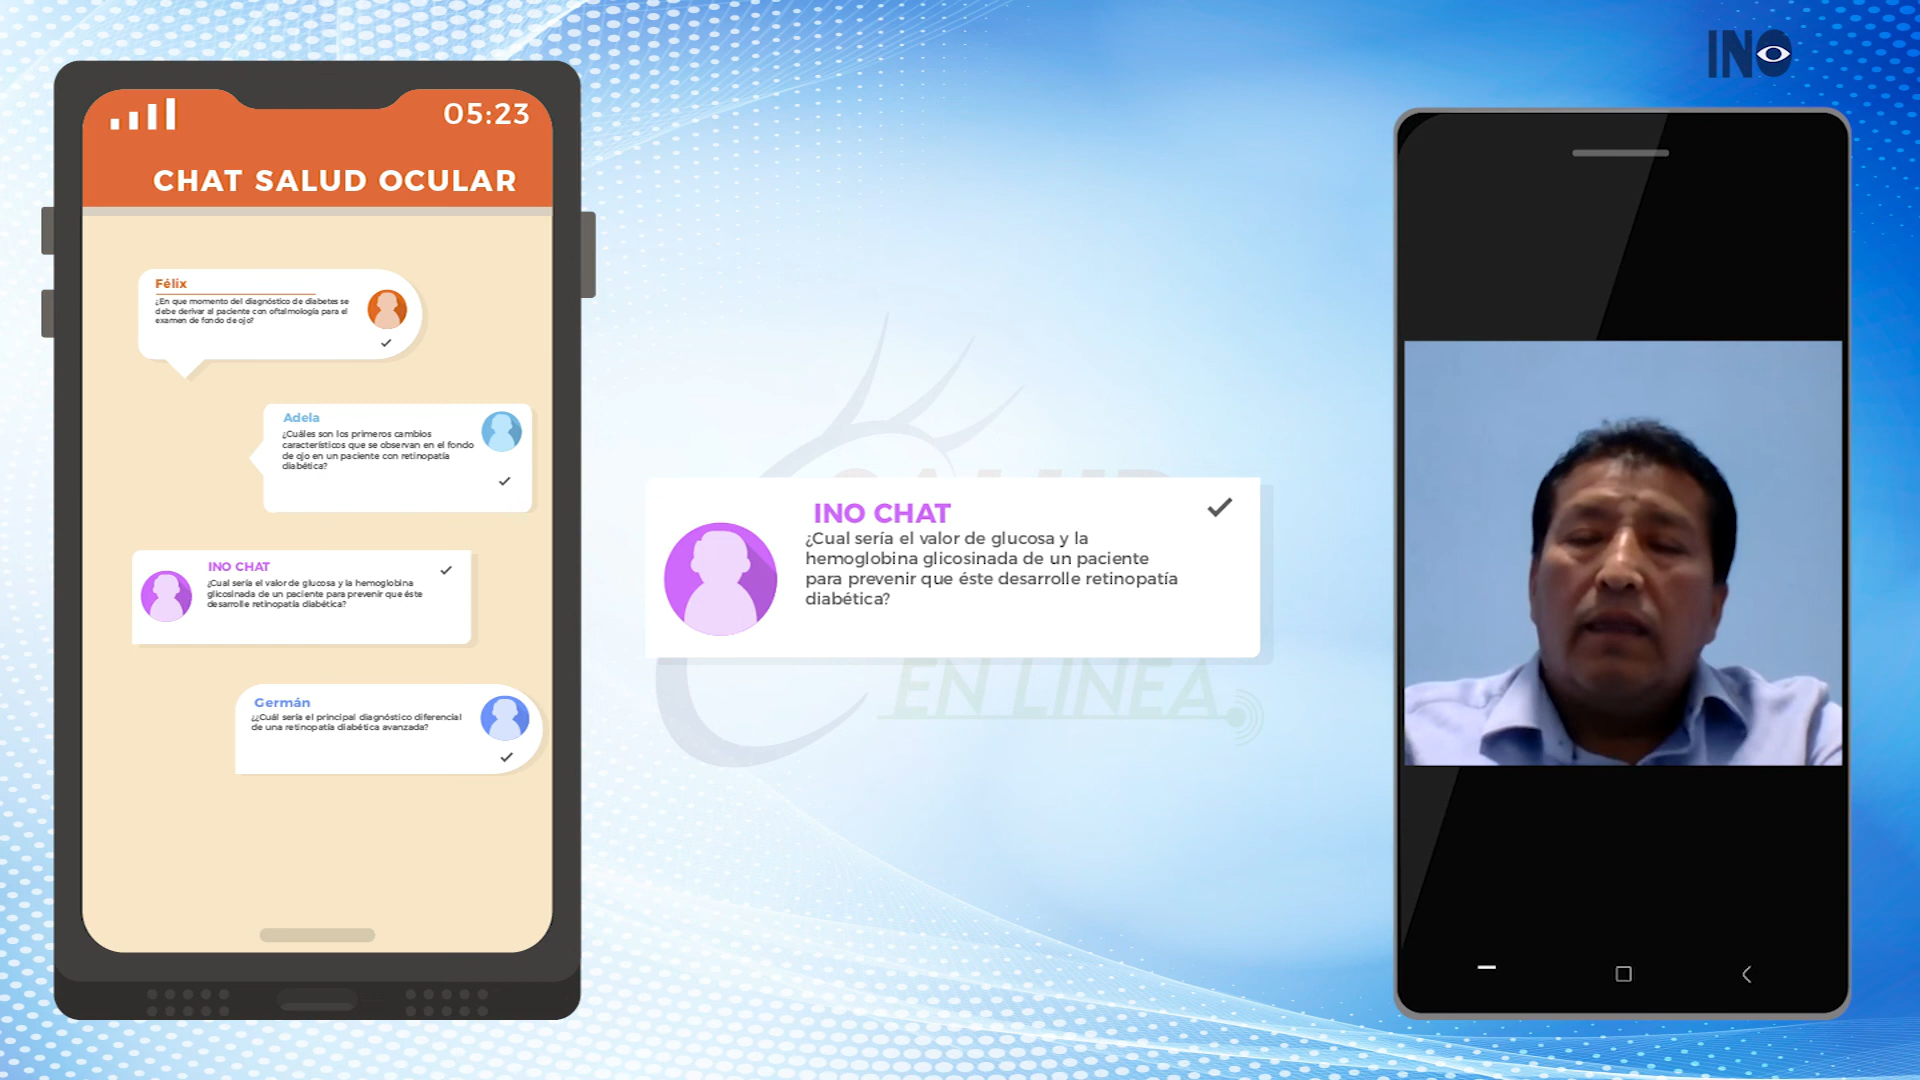 05:23
CHAT SALUD OCULAR
Félix
¿En que momento del diagnóstico de diabetes se
debe derivar al paciente con oftalmología para el
examen de fondo de ojo?
Adela
¿Cuáles son los primeros cambios
característicos que se observan en el fondo
de ojo en un paciente con retinopatía
diabética?
INO CHAT
¿Cual sería el valor de glucosa y la hemoglobina
glicosinada de un paciente para prevenir que éste
desarrolle retinopatía diabética?
Germán
¿¿Cuál sería el principal diagnóstico diferencial
de una retinopatía diabética avanzada?
SALUD
INO CHAT
¿Cual sería el valor de glucosa y la
hemoglobina glicosinada de un paciente
para prevenir que éste desarrolle retinopatía
diabética?
EN LÍNEA
INO